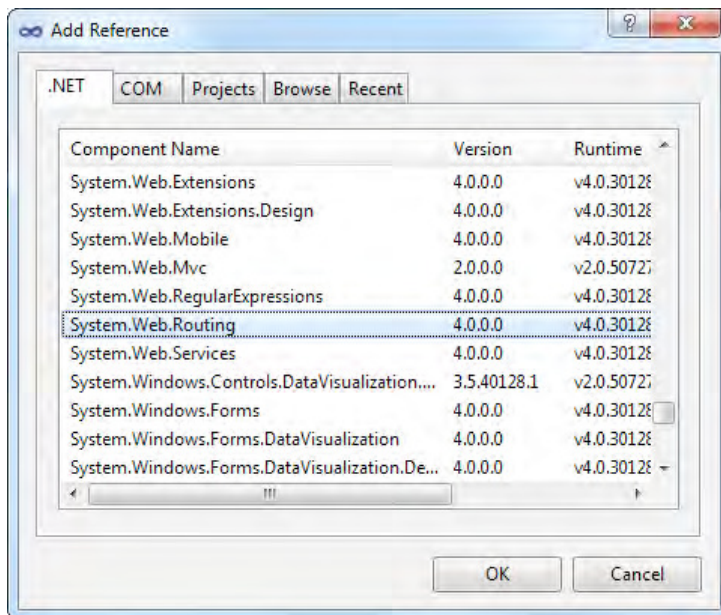 Add Reference
.NET COM Projects Browse Recent
Component Name Version Runtime
System.Web.Extensions 4.0.0.0 v4.0.30128
System.Web.Extensions.Design 4.0.0.0 v4.0.30128
System.Web.Mobile 4.0.0.0 v4.0.30128
System.Web.Mvc 2.0.0.0 v2.0.50727
System.Web.RegularExpressions 4.0.0.0 v4.0.30128
System.Web.Routing 4.0.0.0 v4.0.30128
System.Web.Services 4.0.0.0 v4.0.30128
System.Windows.Controls.DataVisualization.... 3.5.40128.1 v2.0.50727
System.Windows.Forms 4.0.0.0 v4.0.30128
System.Windows.Forms.DataVisualization 4.0.0.0 v4.0.30128
System.Windows.Forms.DataVisualization.De... 4.0.0.0 v4.0.30128
OK Cancel